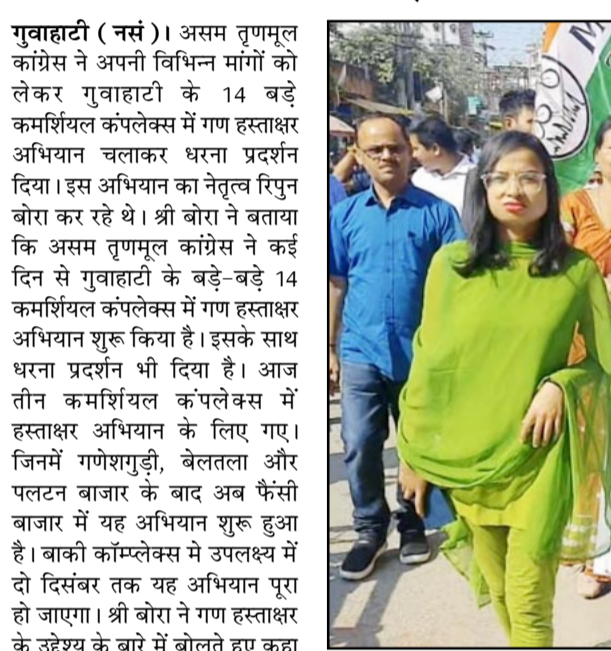 गुवाहाटी ( नसं )। असम तृणमूल
कांग्रेस ने अपनी विभिन्न मांगों को
लेकर गुवाहाटी के 14 बड़े
कमर्शियल कंपलेक्स में गण हस्ताक्षर
अभियान चलाकर धरना प्रदर्शन
दिया। इस अभियान का नेतृत्व रिपुन
बोरा कर रहे थे। श्री बोरा ने बताया
कि असम तृणमूल कांग्रेस ने कई
दिन से गुवाहाटी के बड़े-बड़े 14
कमर्शियल कंपलेक्स में गण हस्ताक्षर
अभियान शुरू किया है। इसके साथ
धरना प्रदर्शन भी दिया है। आज
तीन कमर्शियल कंपलेक्स में
हस्ताक्षर अभियान के लिए गए।
जिनमें गणेशगुड़ी, बेलतला और
पलटन बाजार के बाद अब फैंसी
बाजार में यह अभियान शुरू हुआ
है। बाकी कॉम्प्लेक्स मे उपलक्ष्य में
दो दिसंबर तक यह अभियान पूरा
हो जाएगा। श्री बोरा ने गण हस्ताक्षर
के उद्देश्य के बारे में बोलते हुए कहा